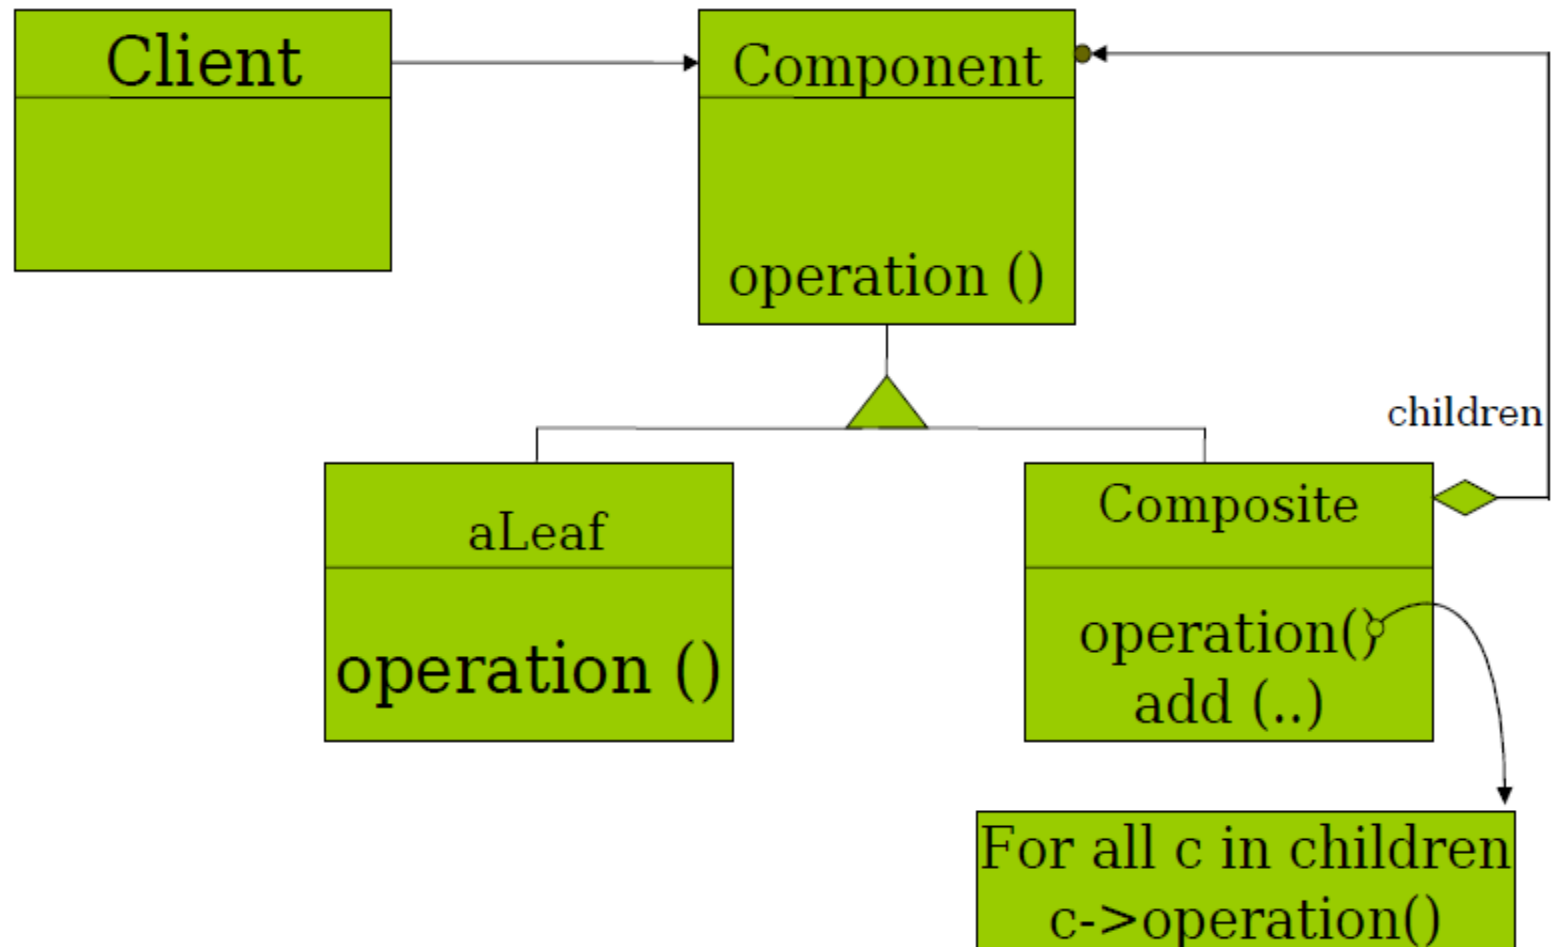 Client
Component
operation ()
children
aLeaf
operation ()
Composite
operation()
add (..)
For all c in children
c->operation()